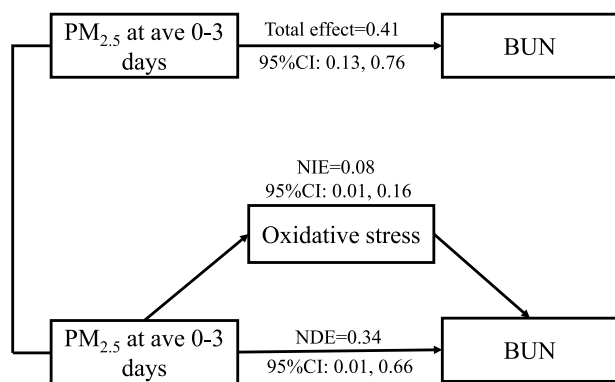 PM2.5 at ave 0-3
days
Total effect=0.41
95%CI: 0.13, 0.76
BUN
NIE=0.08
95%CI: 0.01, 0.16
Oxidative stress
PM2.5 at ave 0-3
days
NDE=0.34
95%CI: 0.01, 0.66
BUN